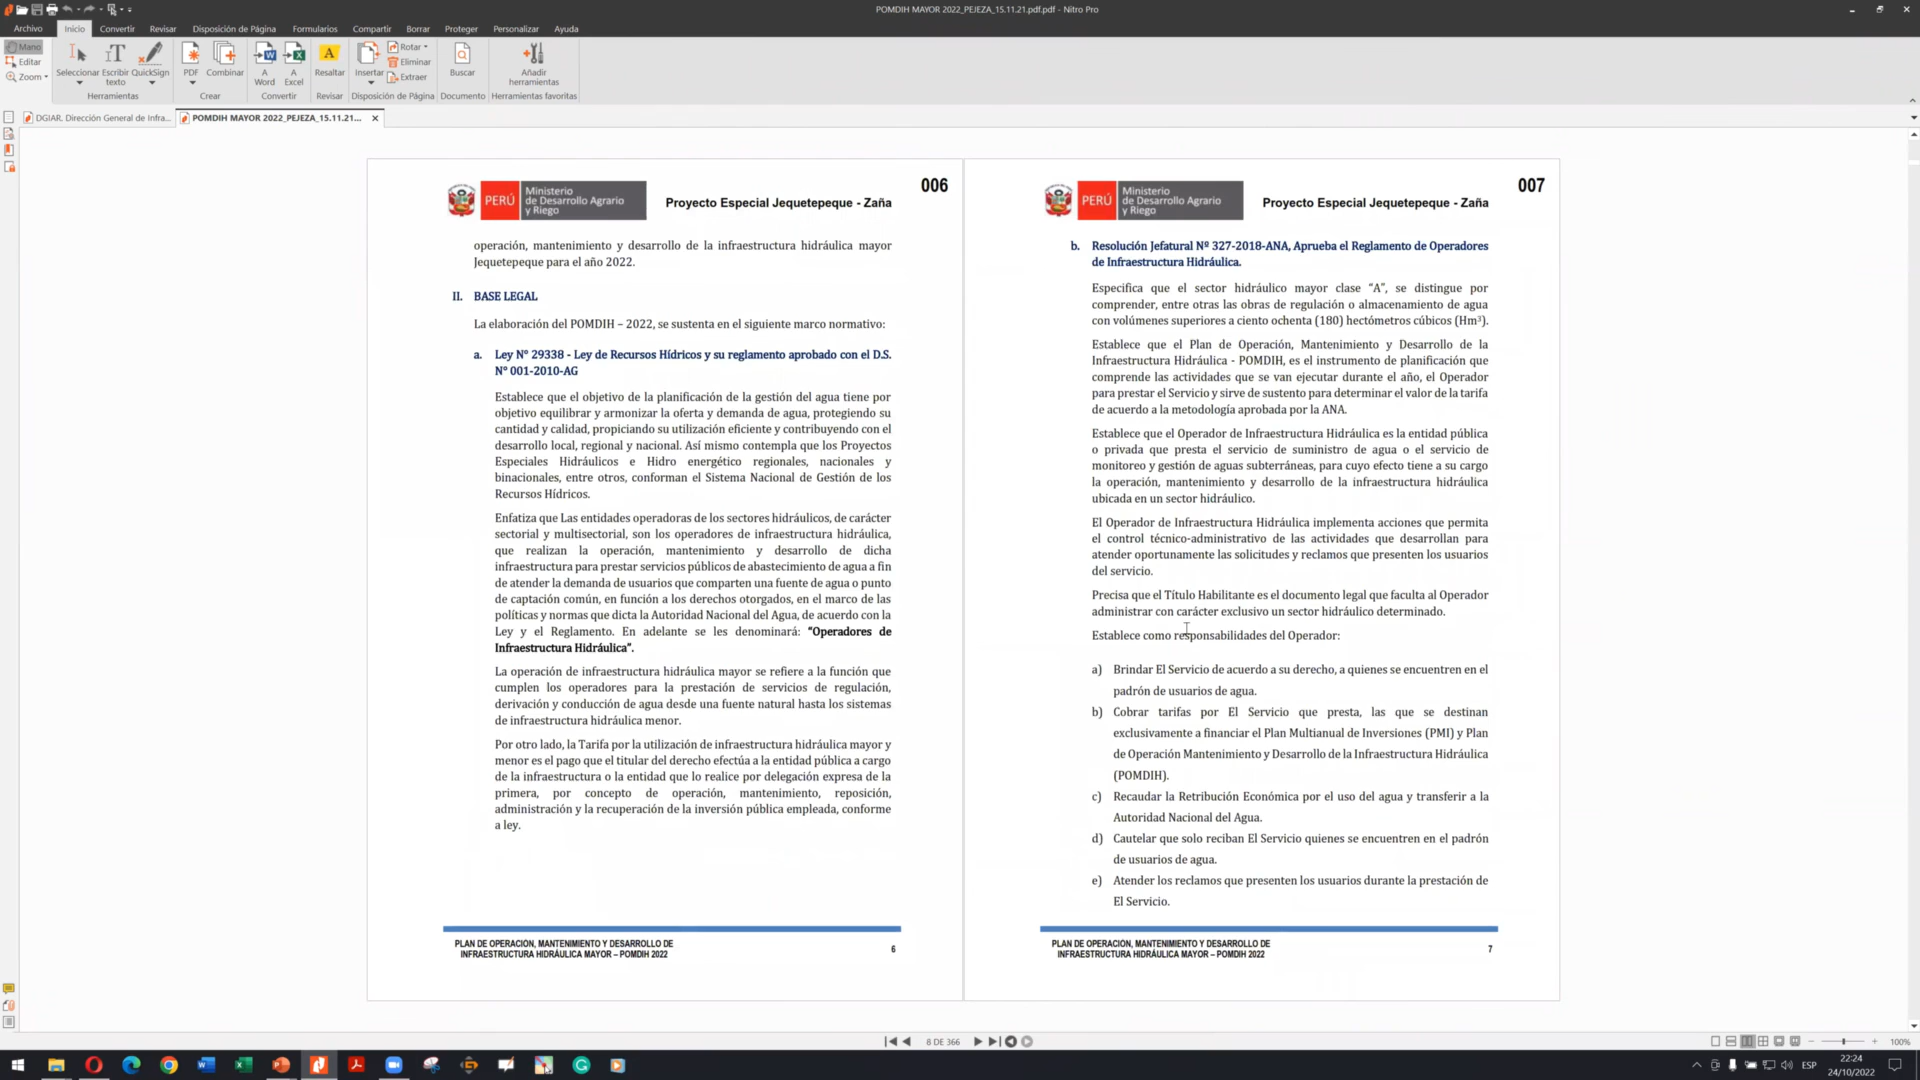 POMDIH MAYOR 2022_PEJEZA_15.11.21.pdf.pdf - Nitro Pro
Archivo Inicio Convertir Revisar Disposición de Página Formularios Compartir Borrar Proteger Personalizar Ayuda
Mano
Editar
Zoom
Seleccionar
Escribir texto
QuickSign
Herramientas
PDF
Combinar
Crear
A Word
A Excel
Convertir
Resaltar
Revisar
Insertar
Rotar
Eliminar
Extraer
Disposición de Página
Buscar
Documento
Añadir herramientas
Herramientas favoritas
DGIAR. Dirección General de Infra...
POMDIH MAYOR 2022_PEJEZA_15.11.21...
006
PERÚ
Ministerio
de Desarrollo Agrario
y Riego
Proyecto Especial Jequetepeque - Zaña
operación, mantenimiento y desarrollo de la infraestructura hidráulica mayor
Jequetepeque para el año 2022.
II. BASE LEGAL
La elaboración del POMDIH – 2022, se sustenta en el siguiente marco normativo:
a. Ley N° 29338 - Ley de Recursos Hídricos y su reglamento aprobado con el D.S.
N° 001-2010-AG
Establece que el objetivo de la planificación de la gestión del agua tiene por
objetivo equilibrar y armonizar la oferta y demanda de agua, protegiendo su
cantidad y calidad, propiciando su utilización eficiente y contribuyendo con el
desarrollo local, regional y nacional. Así mismo contempla que los Proyectos
Especiales Hidráulicos e Hidro energético regionales, nacionales y
binacionales, entre otros, conforman el Sistema Nacional de Gestión de los
Recursos Hídricos.
Enfatiza que Las entidades operadoras de los sectores hidráulicos, de carácter
sectorial y multisectorial, son los operadores de infraestructura hidráulica,
que realizan la operación, mantenimiento y desarrollo de dicha
infraestructura para prestar servicios públicos de abastecimiento de agua a fin
de atender la demanda de usuarios que comparten una fuente de agua o punto
de captación común, en función a los derechos otorgados, en el marco de las
políticas y normas que dicta la Autoridad Nacional del Agua, de acuerdo con la
Ley y el Reglamento. En adelante se les denominará: “Operadores de
Infraestructura Hidráulica”.
La operación de infraestructura hidráulica mayor se refiere a la función que
cumplen los operadores para la prestación de servicios de regulación,
derivación y conducción de agua desde una fuente natural hasta los sistemas
de infraestructura hidráulica menor.
Por otro lado, la Tarifa por la utilización de infraestructura hidráulica mayor y
menor es el pago que el titular del derecho efectúa a la entidad pública a cargo
de la infraestructura o la entidad que lo realice por delegación expresa de la
primera, por concepto de operación, mantenimiento, reposición,
administración y la recuperación de la inversión pública empleada, conforme
a ley.
PLAN DE OPERACIÓN, MANTENIMIENTO Y DESARROLLO DE
INFRAESTRUCTURA HIDRÁULICA MAYOR – POMDIH 2022
6
007
PERÚ
Ministerio
de Desarrollo Agrario
y Riego
Proyecto Especial Jequetepeque - Zaña
b. Resolución Jefatural Nº 327-2018-ANA, Aprueba el Reglamento de Operadores
de Infraestructura Hidráulica.
Especifica que el sector hidráulico mayor clase “A”, se distingue por
comprender, entre otras las obras de regulación o almacenamiento de agua
con volúmenes superiores a ciento ochenta (180) hectómetros cúbicos (Hm³).
Establece que el Plan de Operación, Mantenimiento y Desarrollo de la
Infraestructura Hidráulica - POMDIH, es el instrumento de planificación que
comprende las actividades que se van ejecutar durante el año, el Operador
para prestar el Servicio y sirve de sustento para determinar el valor de la tarifa
de acuerdo a la metodología aprobada por la ANA.
Establece que el Operador de Infraestructura Hidráulica es la entidad pública
o privada que presta el servicio de suministro de agua o el servicio de
monitoreo y gestión de aguas subterráneas, para cuyo efecto tiene a su cargo
la operación, mantenimiento y desarrollo de la infraestructura hidráulica
ubicada en un sector hidráulico.
El Operador de Infraestructura Hidráulica implementa acciones que permita
el control técnico-administrativo de las actividades que desarrollan para
atender oportunamente las solicitudes y reclamos que presenten los usuarios
del servicio.
Precisa que el Título Habilitante es el documento legal que faculta al Operador
administrar con carácter exclusivo un sector hidráulico determinado.
Establece como responsabilidades del Operador:
a) Brindar El Servicio de acuerdo a su derecho, a quienes se encuentren en el
padrón de usuarios de agua.
b) Cobrar tarifas por El Servicio que presta, las que se destinan
exclusivamente a financiar el Plan Multianual de Inversiones (PMI) y Plan
de Operación Mantenimiento y Desarrollo de la Infraestructura Hidráulica
(POMDIH).
c) Recaudar la Retribución Económica por el uso del agua y transferir a la
Autoridad Nacional del Agua.
d) Cautelar que solo reciban El Servicio quienes se encuentren en el padrón
de usuarios de agua.
e) Atender los reclamos que presenten los usuarios durante la prestación de
El Servicio.
PLAN DE OPERACIÓN, MANTENIMIENTO Y DESARROLLO DE
INFRAESTRUCTURA HIDRÁULICA MAYOR – POMDIH 2022
7
8 DE 366
100%
ESP
22:24
24/10/2022